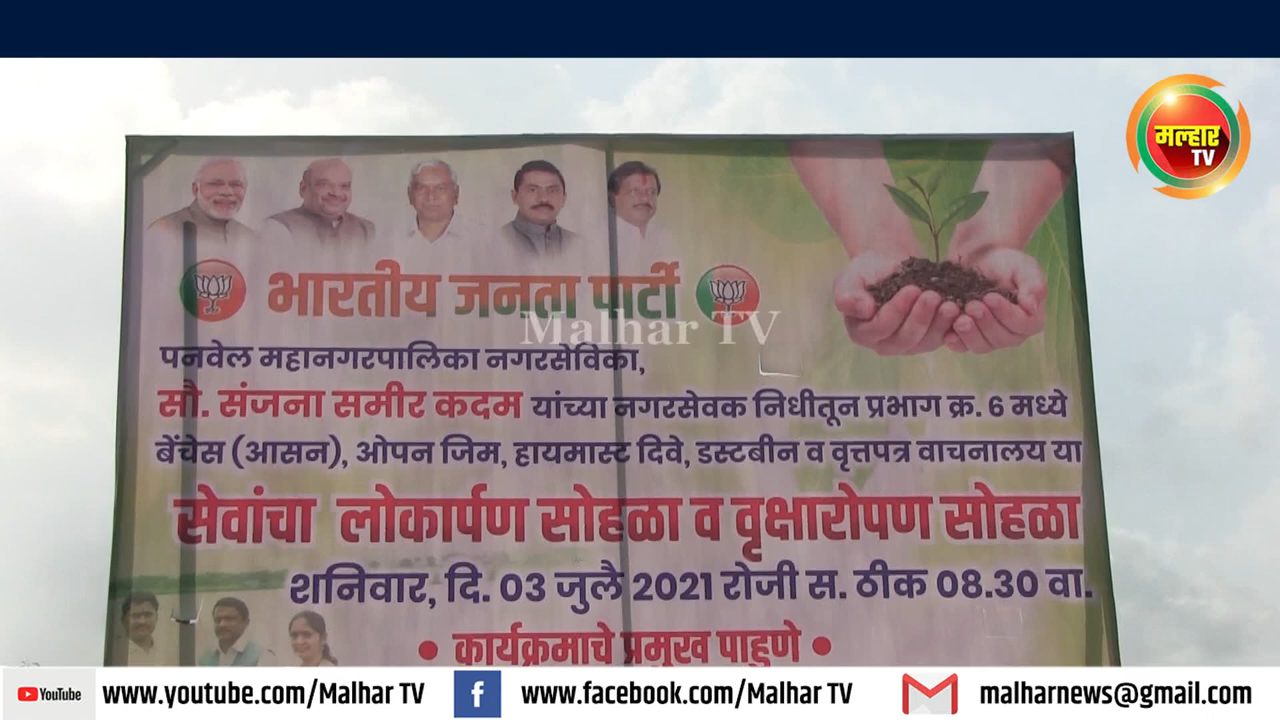 मल्हार
TV
भारतीय जनता पार्टी
Malhar TV
पनवेल महानगरपालिका नगरसेविका,
सौ. संजना समीर कदम यांच्या नगरसेवक निधीतून प्रभाग क्र. 6 मध्ये
बेंचेस (आसन), ओपन जिम, हायमास्ट दिवे, डस्टबीन व वृत्तपत्र वाचनालय या
सेवांचा लोकार्पण सोहळा व वृक्षारोपण सोहळा
शनिवार, दि. 03 जुलै 2021 रोजी स. ठीक 08.30 वा.
• कार्यक्रमाचे प्रमुख पाहुणे •
YouTube www.youtube.com/Malhar TV f www.facebook.com/Malhar TV malharnews@gmail.com